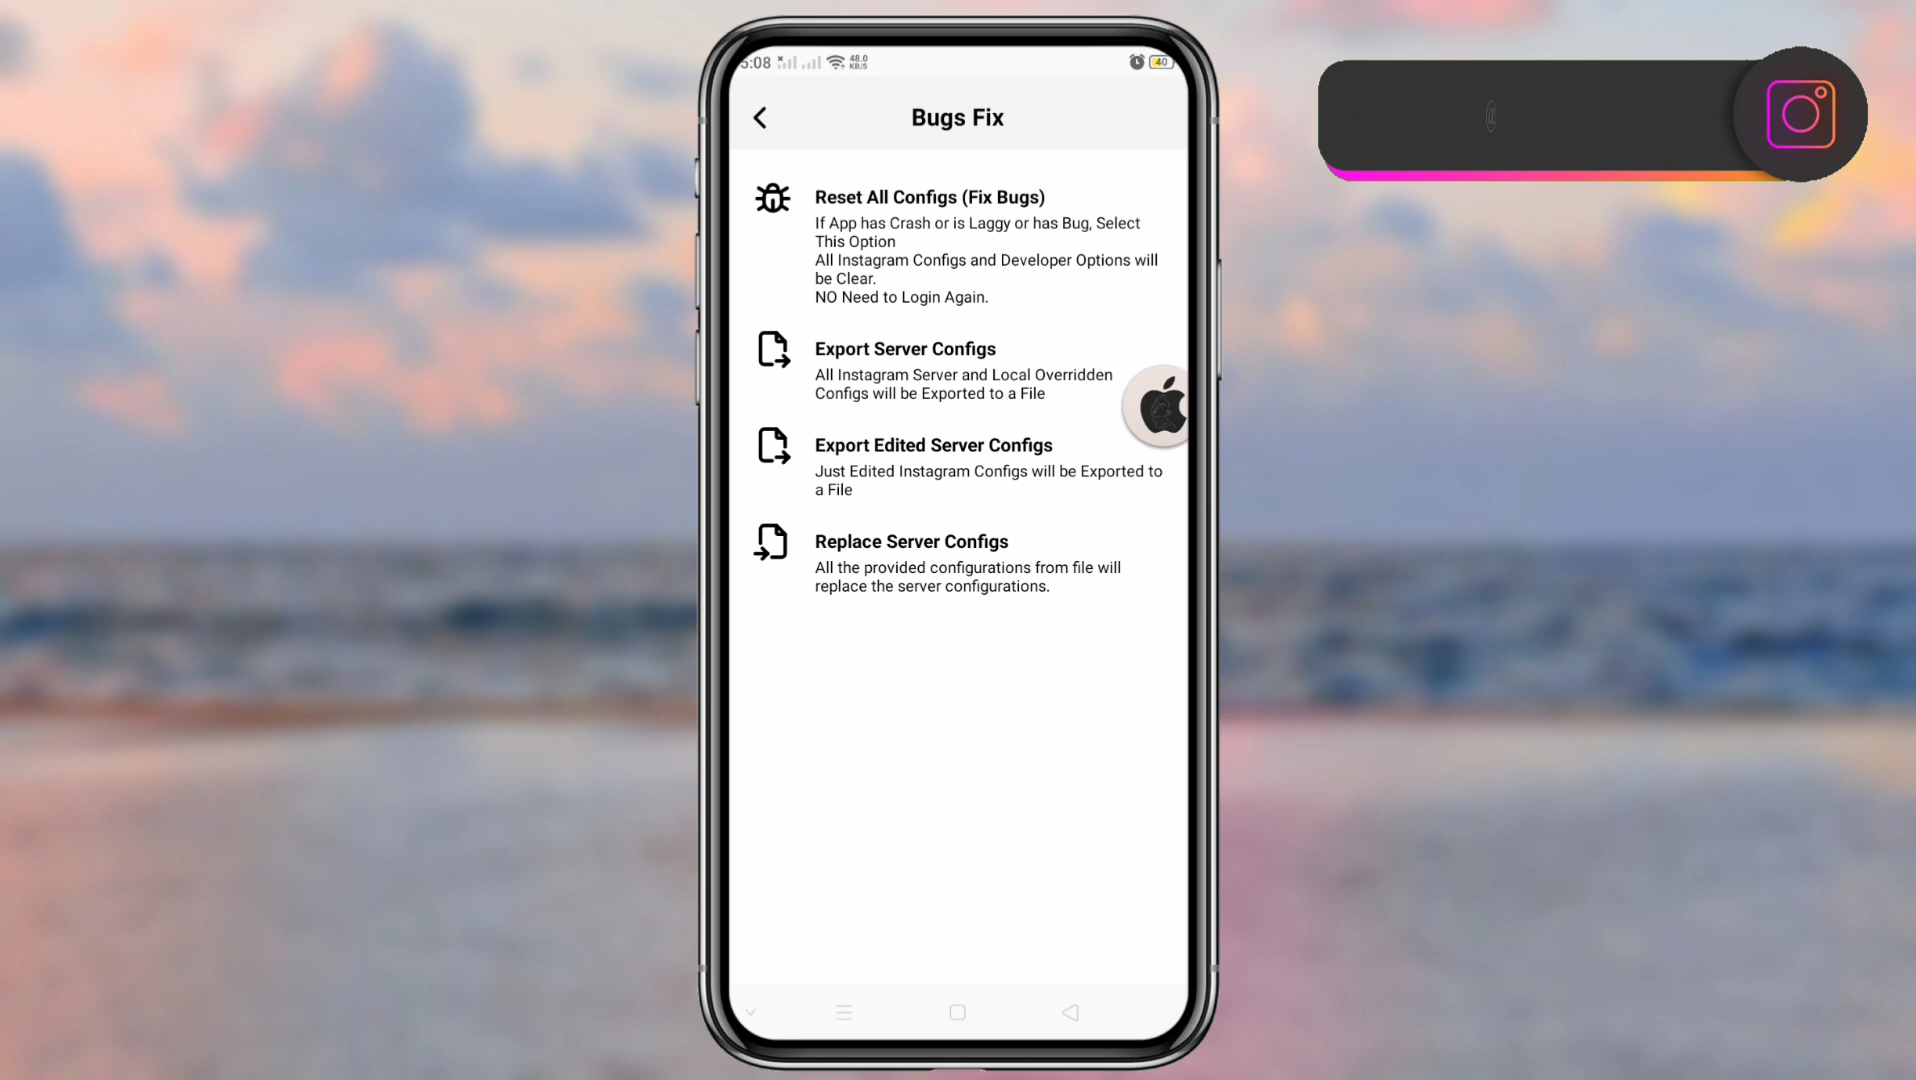 5:08 48.0 KB/S 40
Bugs Fix
Reset All Configs (Fix Bugs)
If App has Crash or is Laggy or has Bug, Select
This Option
All Instagram Configs and Developer Options will
be Clear.
NO Need to Login Again.
Export Server Configs
All Instagram Server and Local Overridden
Configs will be Exported to a File
Export Edited Server Configs
Just Edited Instagram Configs will be Exported to
a File
Replace Server Configs
All the provided configurations from file will
replace the server configurations.
@